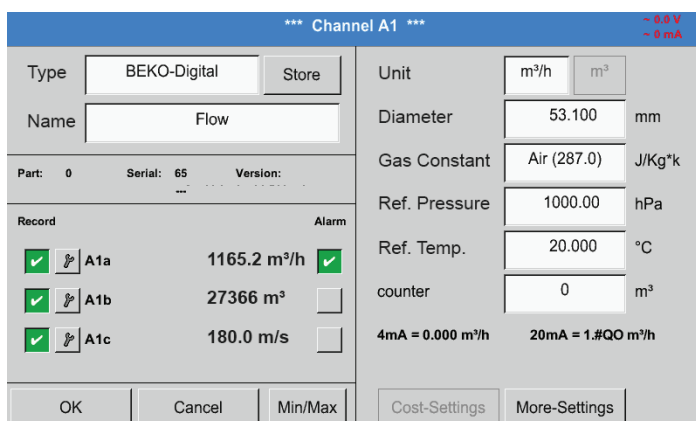 *** Channel A1 ***
~ 0.0 V
~ 0 mA
Type BEKO-Digital Store
Name Flow
Part: 0 Serial: 65 Version:
---
Record Alarm
A1a 1165.2 m³/h
A1b 27366 m³
A1c 180.0 m/s
OK Cancel Min/Max
Unit m³/h m³
Diameter 53.100 mm
Gas Constant Air (287.0) J/Kg*k
Ref. Pressure 1000.00 hPa
Ref. Temp. 20.000 °C
counter 0 m³
4mA = 0.000 m³/h 20mA = 1.#QO m³/h
Cost-Settings More-Settings